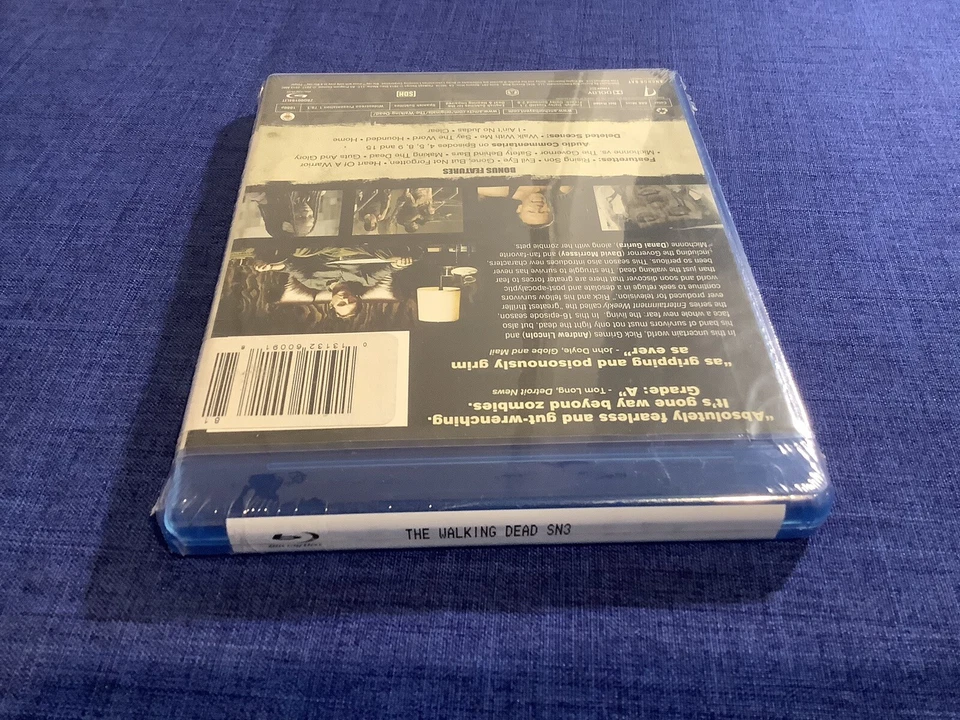 THE WALKING DEAD SN3
"Absolutely fearless and gut-wrenching.
It's gone way beyond zombies.
Grade: A" - Tom Long, Detroit News
"as gripping and poisonously grim
as ever" - John Doyle, Globe and Mail
In this uncertain world, Rick Grimes (Andrew Lincoln) and
his band of survivors must not only fight the dead, but also
face a whole new fear: the living. In this 16-episode season,
the series Entertainment Weekly called the "greatest thriller
ever produced for television," Rick and his fellow survivors
continue to seek refuge in a desolate and post-apocalyptic
world and soon discover that there are greater forces to fear
than just the walking dead. The struggle to survive has never
been so perilous. This season also introduces new characters,
including the Governor (David Morrissey) and fan-favorite
Michonne (Danai Gurira) along with her zombie pets.
0 13132 60091 8
BONUS FEATURES
Featurettes: Rising Son • Evil Eye • Gone, But Not Forgotten • Heart Of A Warrior
• Michonne vs. The Governor • Safety Behind Bars • Making The Dead • Guts And Glory
Audio Commentaries on Episodes 4, 5, 8, 9 and 15
Deleted Scenes: • Walk With Me • Say The Word • Hounded • Home
• I Ain't No Judas • Clear
SDH
DOLBY